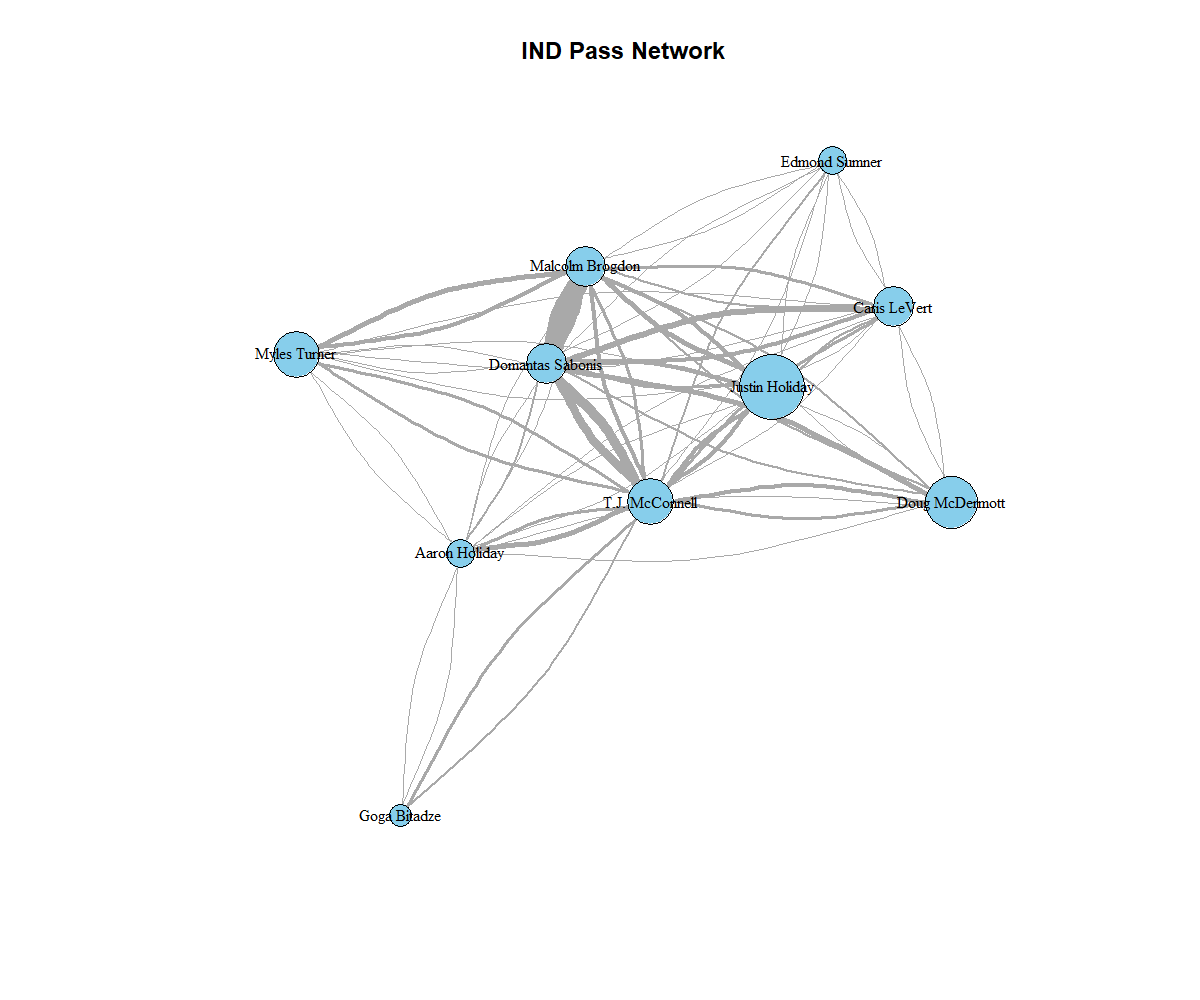 IND Pass Network
Edmond Sumner
Malcolm Brogdon
Caris LeVert
Myles Turner
Domantas Sabonis
Justin Holiday
T.J. McConnell
Doug McDermott
Aaron Holiday
Goga Bitadze